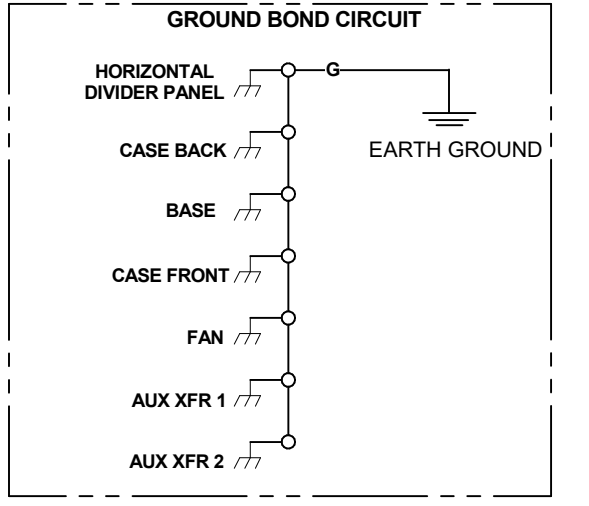 GROUND BOND CIRCUIT
HORIZONTAL
DIVIDER PANEL
G
EARTH GROUND
CASE BACK
BASE
CASE FRONT
FAN
AUX XFR 1
AUX XFR 2